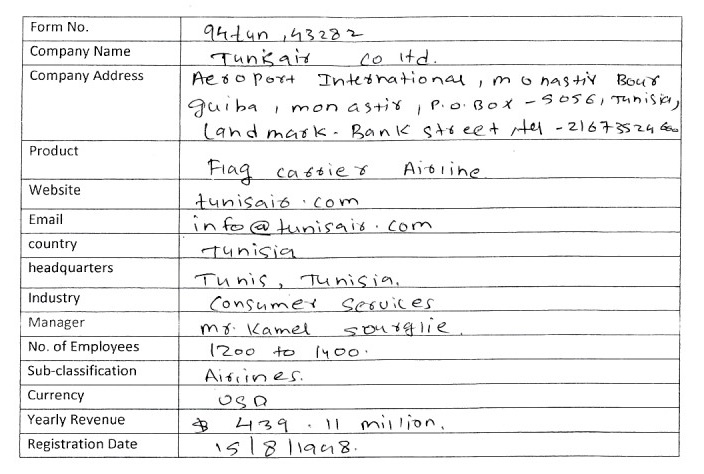 Form No. 94tun,43282
Company Name Tunisair co ltd.
Company Address Aeroport International, monastir Bour
guiba, monastir, P.O.BOX - 5056, Tunisia,
Landmark - Bank street, tel - 21673524600
Product Flag carrier Airline
Website tunisair.com
Email info@tunisair.com
country Tunisia
headquarters Tunis, Tunisia.
Industry Consumer Services
Manager mr. Kamel sourglie.
No. of Employees 1200 to 1400.
Sub-classification Airlines.
Currency USD
Yearly Revenue $ 439.11 million.
Registration Date 15/8/1948.